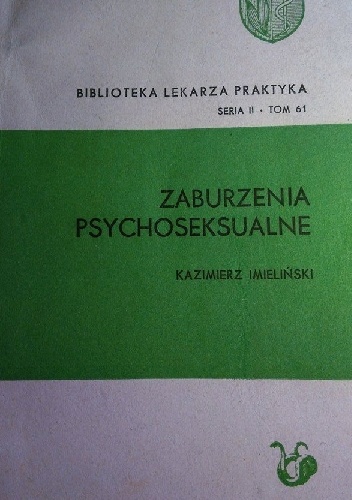 BIBLIOTEKA LEKARZA PRAKTYKA
SERIA II • TOM 61
ZABURZENIA
PSYCHOSEKSUALNE
KAZIMIERZ IMIELIŃSKI